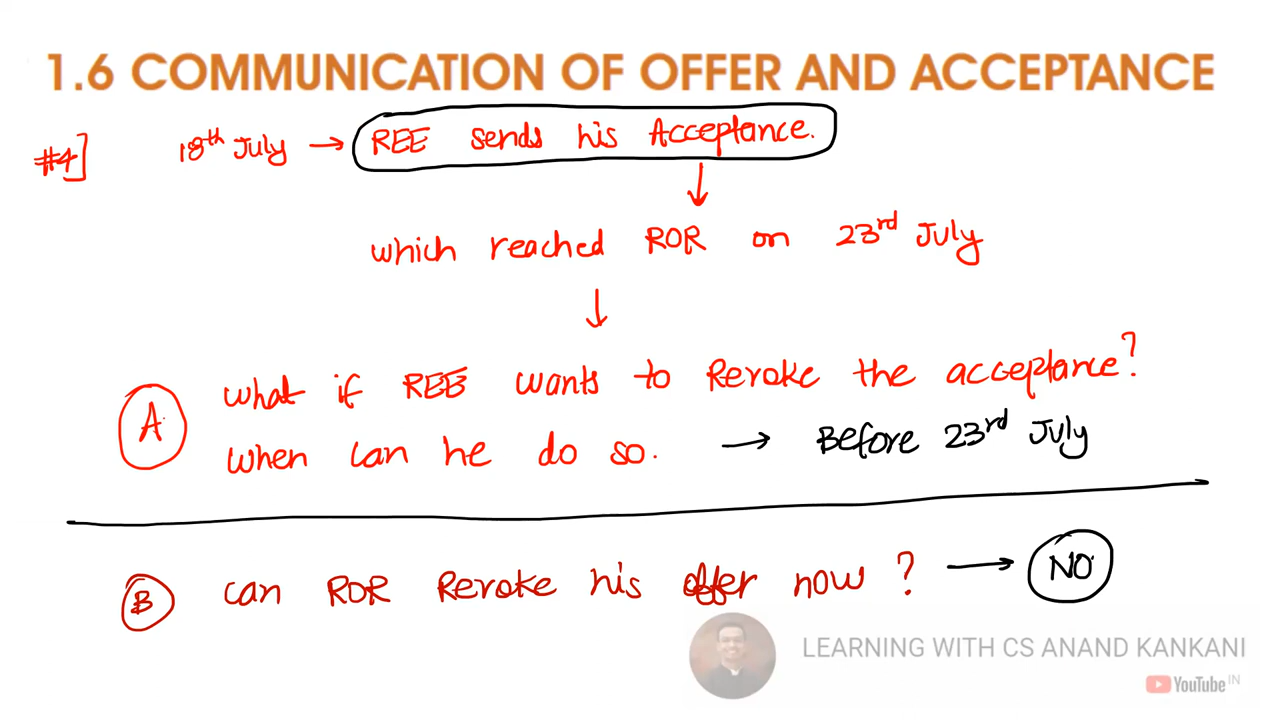 1.6 COMMUNICATION OF OFFER AND ACCEPTANCE
#4] 18th July → REE sends his Acceptance.
↓
which reached ROR on 23rd July
↓
A what if REE wants to Revoke the acceptance?
when can he do so. → Before 23rd July
B can ROR Revoke his offer now? → NO
LEARNING WITH CS ANAND KANKANI
YouTube IN